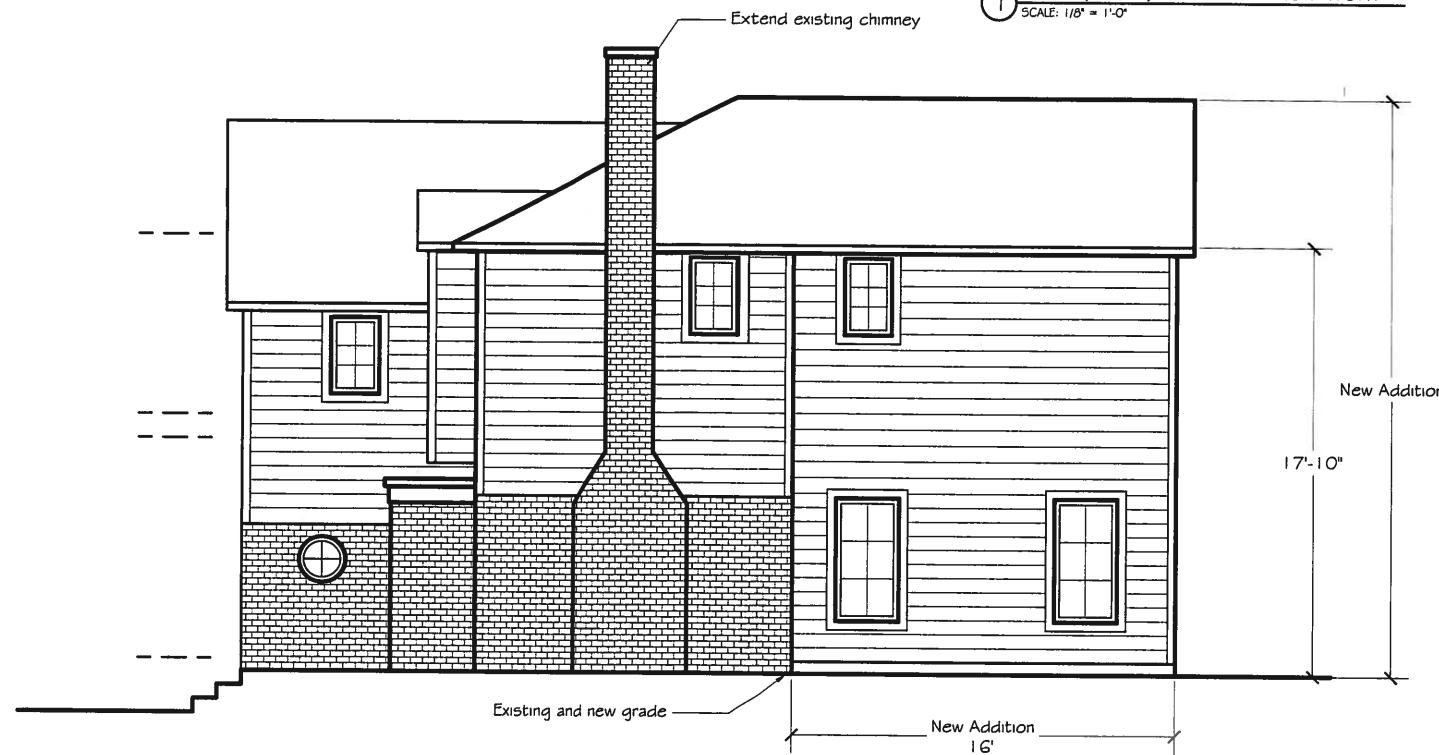 1
SCALE: 1/8" = 1'-0"
Extend existing chimney
New Addition
17'-10"
Existing and new grade
New Addition
16'